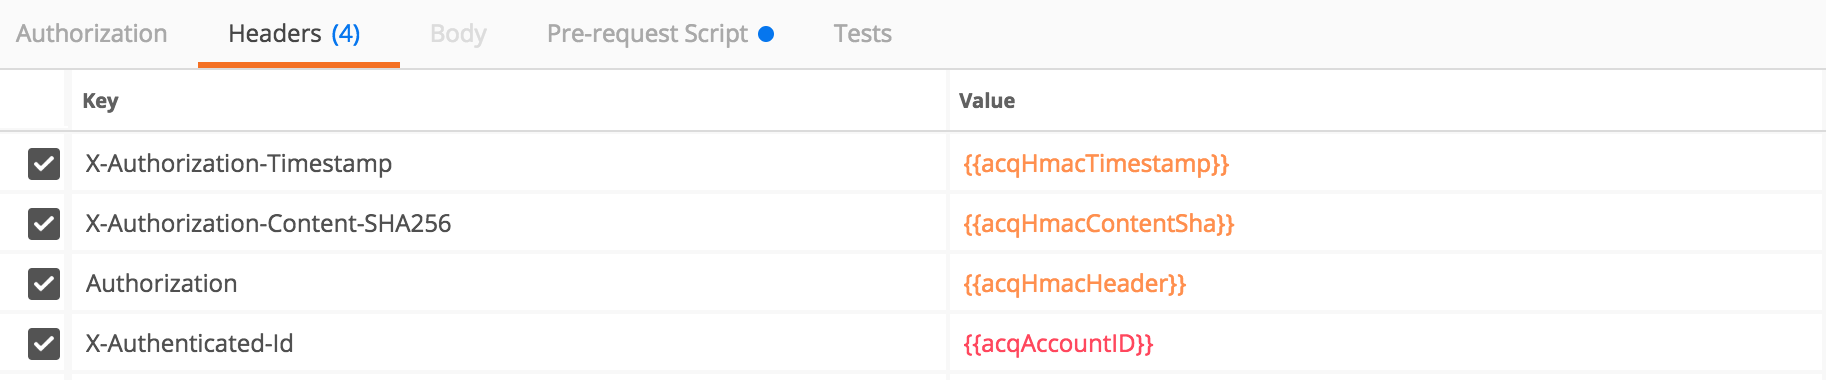 Authorization Headers (4) Body Pre-request Script Tests
Key Value
X-Authorization-Timestamp {{acqHmacTimestamp}}
X-Authorization-Content-SHA256 {{acqHmacContentSha}}
Authorization {{acqHmacHeader}}
X-Authenticated-Id {{acqAccountID}}